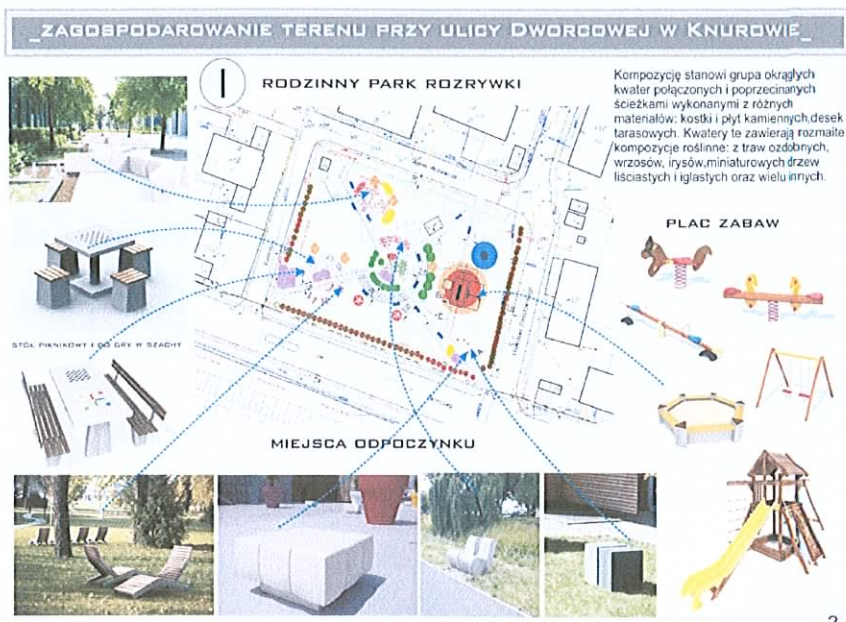 _ZAGOSPODAROWANIE TERENU PRZY ULICY DWORCOWEJ W KNUROWIE_
I
RODZINNY PARK ROZRYWKI
Kompozycję stanowi grupa okrągłych
kwater połączonych i poprzecinanych
ścieżkami wykonanymi z różnych
materiałów: kostki i płyt kamiennych,desek
tarasowych. Kwatery te zawierają rozmaite
kompozycje roślinne: z traw ozdobnych,
wrzosów, irysów,miniaturowych drzew
liściastych i iglastych oraz wielu innych.
PLAC ZABAW
STÓŁ PIKNIKOWY I DO GRY W SZACHY
MIEJSCA ODPOCZYNKU
2